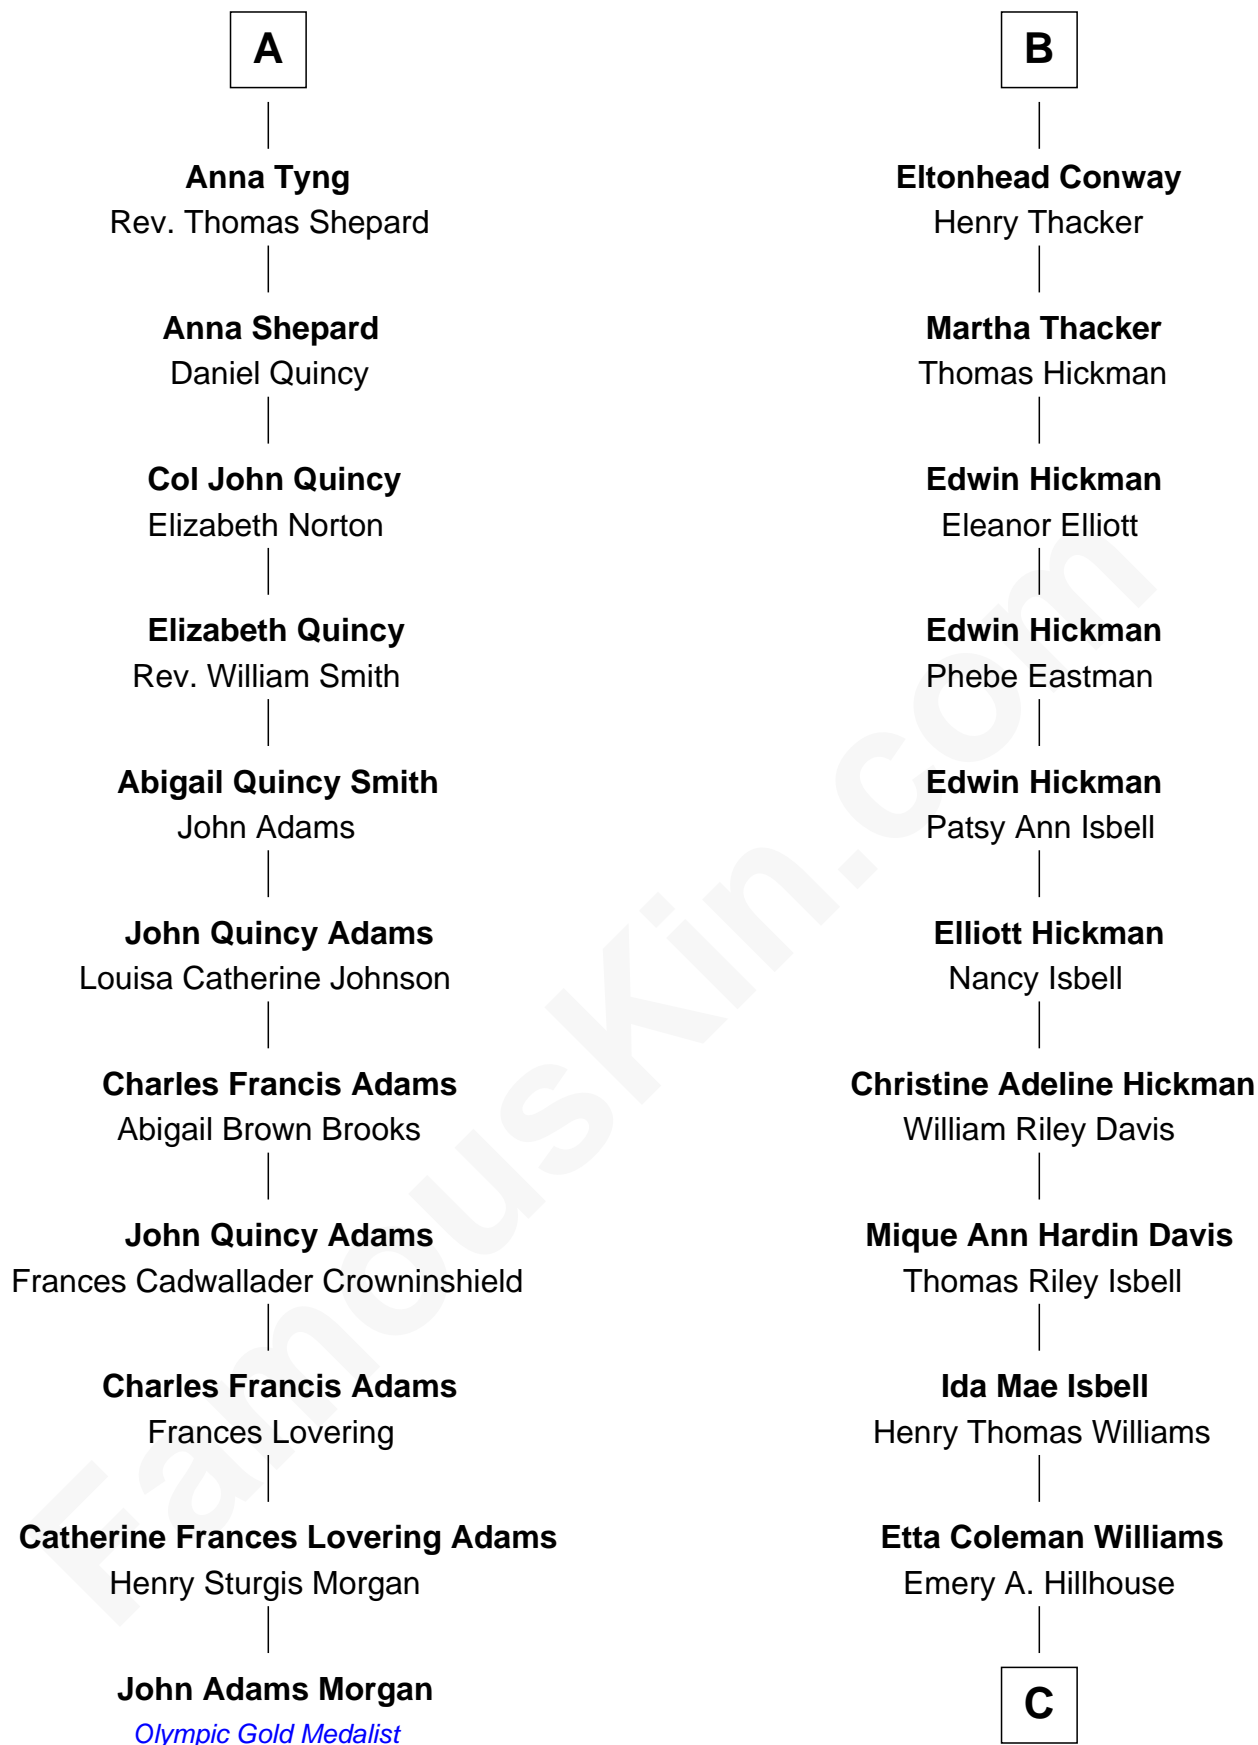 A
Anna Tyng
Rev. Thomas Shepard
Anna Shepard
Daniel Quincy
Col John Quincy
Elizabeth Norton
Elizabeth Quincy
Rev. William Smith
Abigail Quincy Smith
John Adams
John Quincy Adams
Louisa Catherine Johnson
Charles Francis Adams
Abigail Brown Brooks
John Quincy Adams
Frances Cadwallader Crowninshield
Charles Francis Adams
Frances Lovering
Catherine Frances Lovering Adams
Henry Sturgis Morgan
John Adams Morgan
Olympic Gold Medalist
B
Eltonhead Conway
Henry Thacker
Martha Thacker
Thomas Hickman
Edwin Hickman
Eleanor Elliott
Edwin Hickman
Phebe Eastman
Edwin Hickman
Patsy Ann Isbell
Elliott Hickman
Nancy Isbell
Christine Adeline Hickman
William Riley Davis
Mique Ann Hardin Davis
Thomas Riley Isbell
Ida Mae Isbell
Henry Thomas Williams
Etta Coleman Williams
Emery A. Hillhouse
C
FamousKin.com